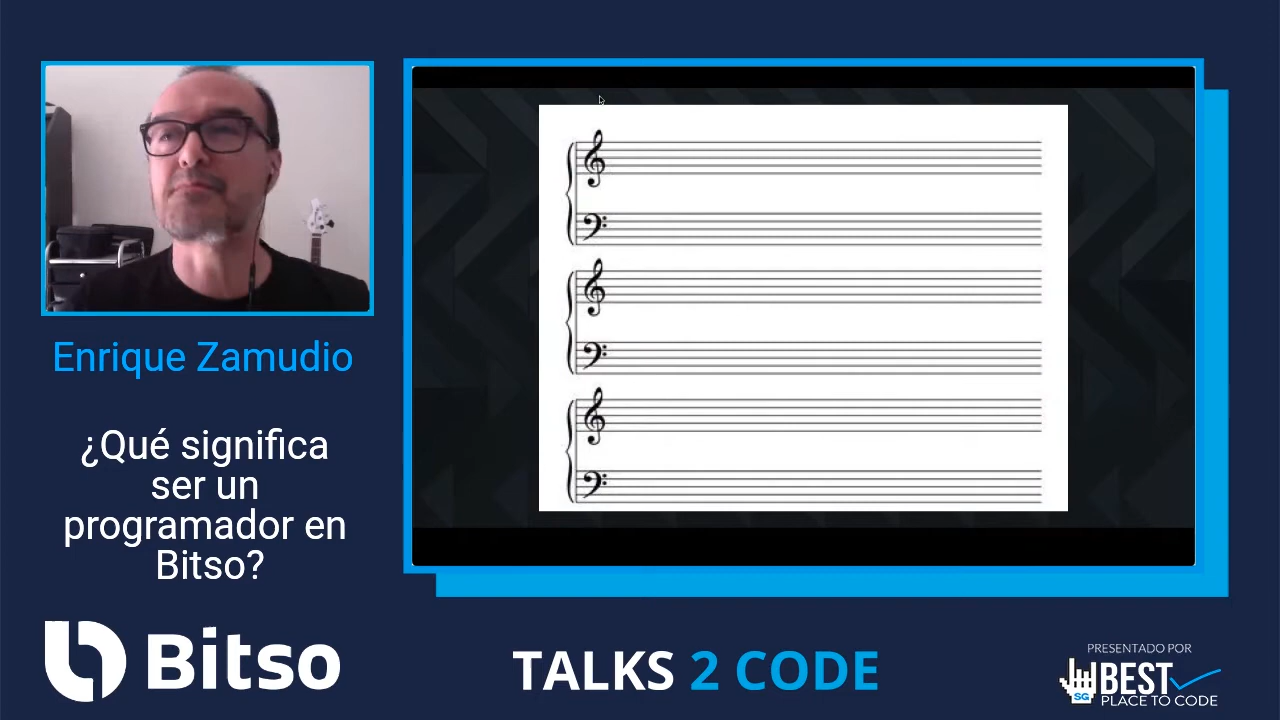 Enrique Zamudio
¿Qué significa
ser un
programador en
Bitso?
Bitso
TALKS 2 CODE
PRESENTADO POR
SG
BEST
PLACE TO CODE